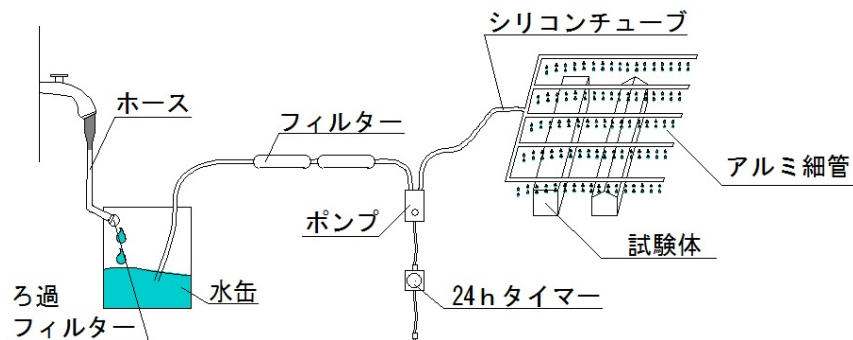 シリコンチューブ
ホース
フィルター
アルミ細管
ポンプ
試験体
水缶
24hタイマー
ろ過
フィルター